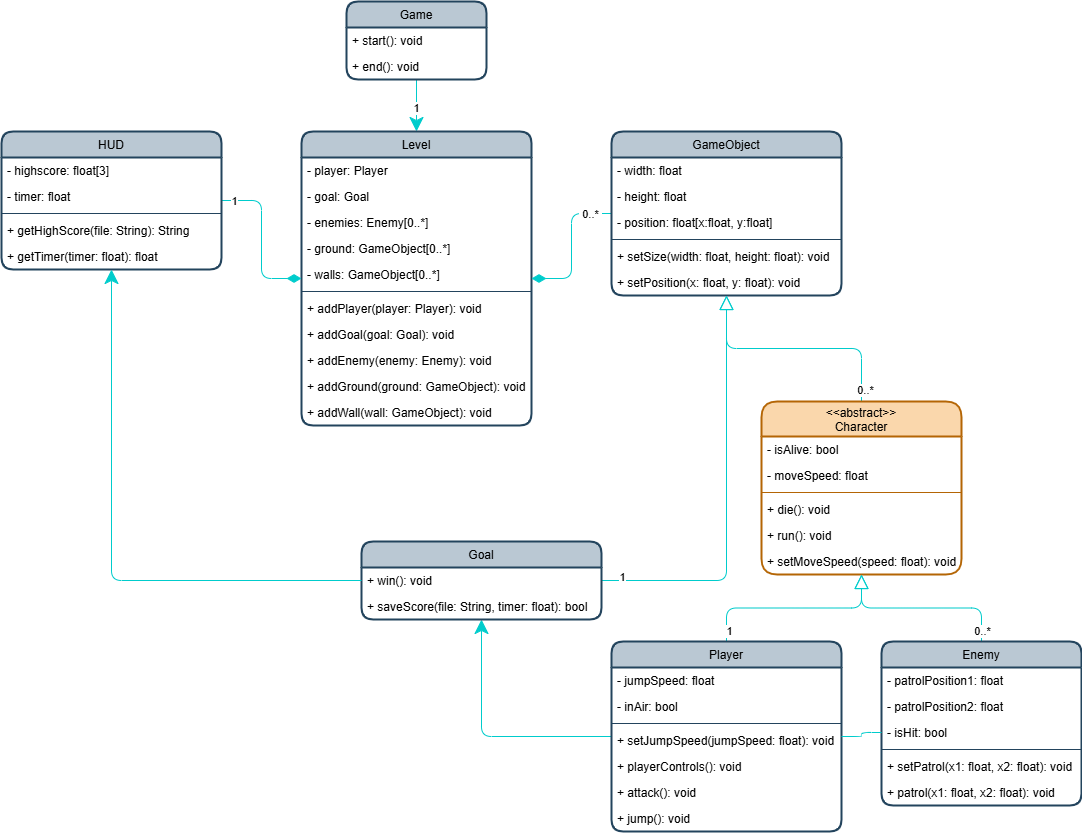 Game
+ start(): void
+ end(): void
1
HUD
- highscore: float[3]
- timer: float
+ getHighScore(file: String): String
+ getTimer(timer: float): float
1
Level
- player: Player
- goal: Goal
- enemies: Enemy[0..*]
- ground: GameObject[0..*]
- walls: GameObject[0..*]
+ addPlayer(player: Player): void
+ addGoal(goal: Goal): void
+ addEnemy(enemy: Enemy): void
+ addGround(ground: GameObject): void
+ addWall(wall: GameObject): void
0..*
GameObject
- width: float
- height: float
- position: float[x:float, y:float]
+ setSize(width: float, height: float): void
+ setPosition(x: float, y: float): void
0..*
<<abstract>>
Character
- isAlive: bool
- moveSpeed: float
+ die(): void
+ run(): void
+ setMoveSpeed(speed: float): void
Goal
+ win(): void
+ saveScore(file: String, timer: float): bool
1
1
0..*
Player
- jumpSpeed: float
- inAir: bool
+ setJumpSpeed(jumpSpeed: float): void
+ playerControls(): void
+ attack(): void
+ jump(): void
Enemy
- patrolPosition1: float
- patrolPosition2: float
- isHit: bool
+ setPatrol(x1: float, x2: float): void
+ patrol(x1: float, x2: float): void